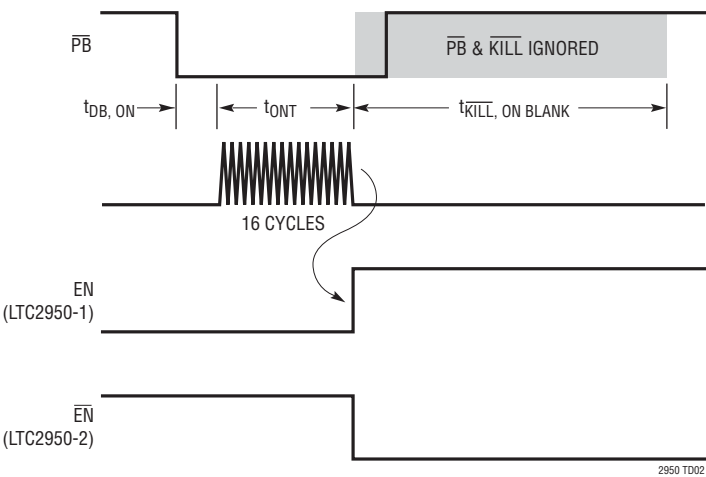 PB
PB & KILL IGNORED
tDB, ON
tONT
tKILL, ON BLANK
16 CYCLES
EN
(LTC2950-1)
EN
(LTC2950-2)
2950 TD02